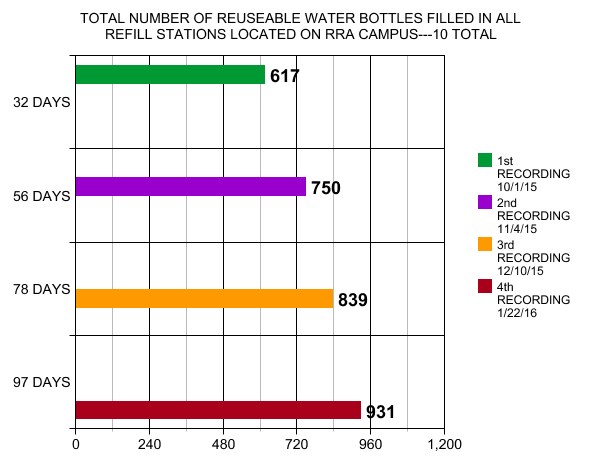 TOTAL NUMBER OF REUSEABLE WATER BOTTLES FILLED IN ALL
REFILL STATIONS LOCATED ON RRA CAMPUS---10 TOTAL
617
32 DAYS
750
56 DAYS
78 DAYS
839
97 DAYS
931
0 240 480 720 960 1,200
1st
RECORDING
10/1/15
2nd
RECORDING
11/4/15
3rd
RECORDING
12/10/15
4th
RECORDING
1/22/16